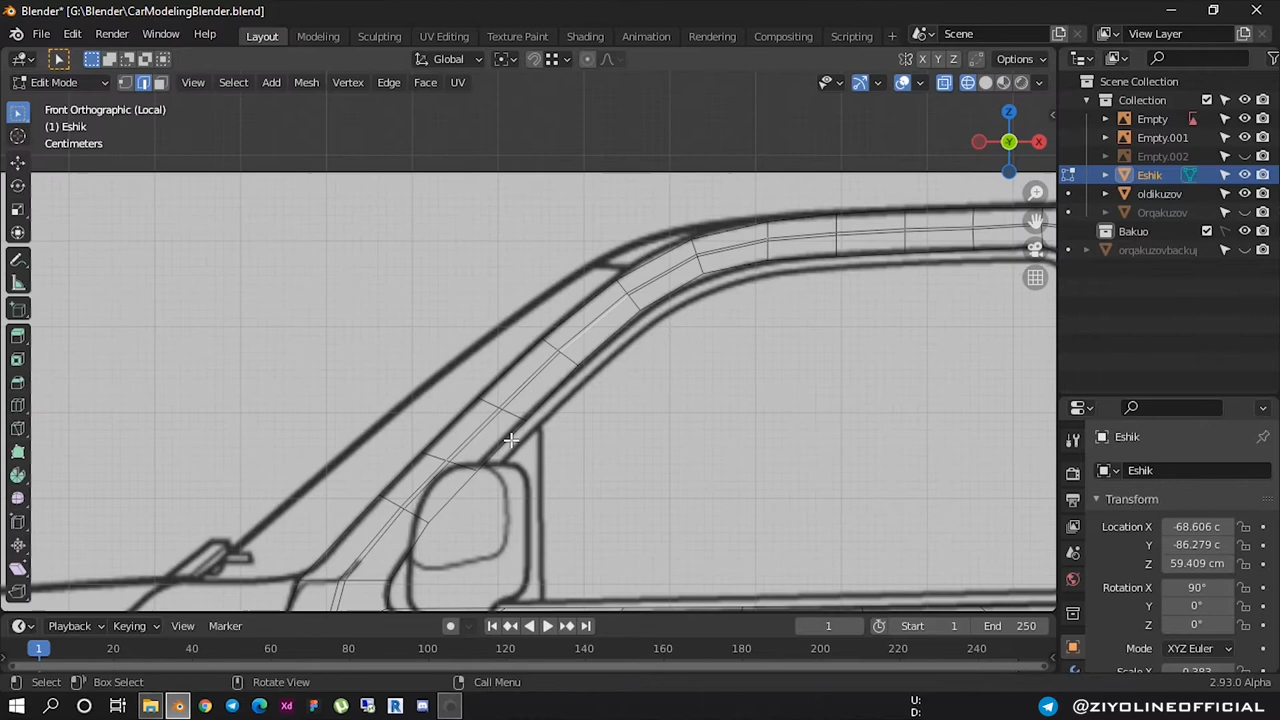 Blender* [G:\Blender\CarModelingBlender.blend]
File Edit Render Window Help Layout Modeling Sculpting UV Editing Texture Paint Shading Animation Rendering Compositing Scripting + Scene View Layer
Global Options
Edit Mode View Select Add Mesh Vertex Edge Face UV X Y Z
Front Orthographic (Local)
(1) Eshik
Centimeters
Z
Y
X
Scene Collection
Collection
Empty
Empty.001
Empty.002
Eshik
oldikuzov
Orqakuzov
Bakuo
orqakuzovbackup
Eshik
Eshik
Transform
Location X -68.606 c
Y -86.279 c
Z 59.409 cm
Rotation X 90°
Y 0°
Z 0°
Mode XYZ Euler
Scale X 0.383
Playback Keying View Marker 1 Start 1 End 250
1 20 40 60 80 100 120 140 160 180 200 220 240
Select Box Select Rotate View Call Menu 2.93.0 Alpha
U:
D:
@ZIYOLINEOFFICIAL